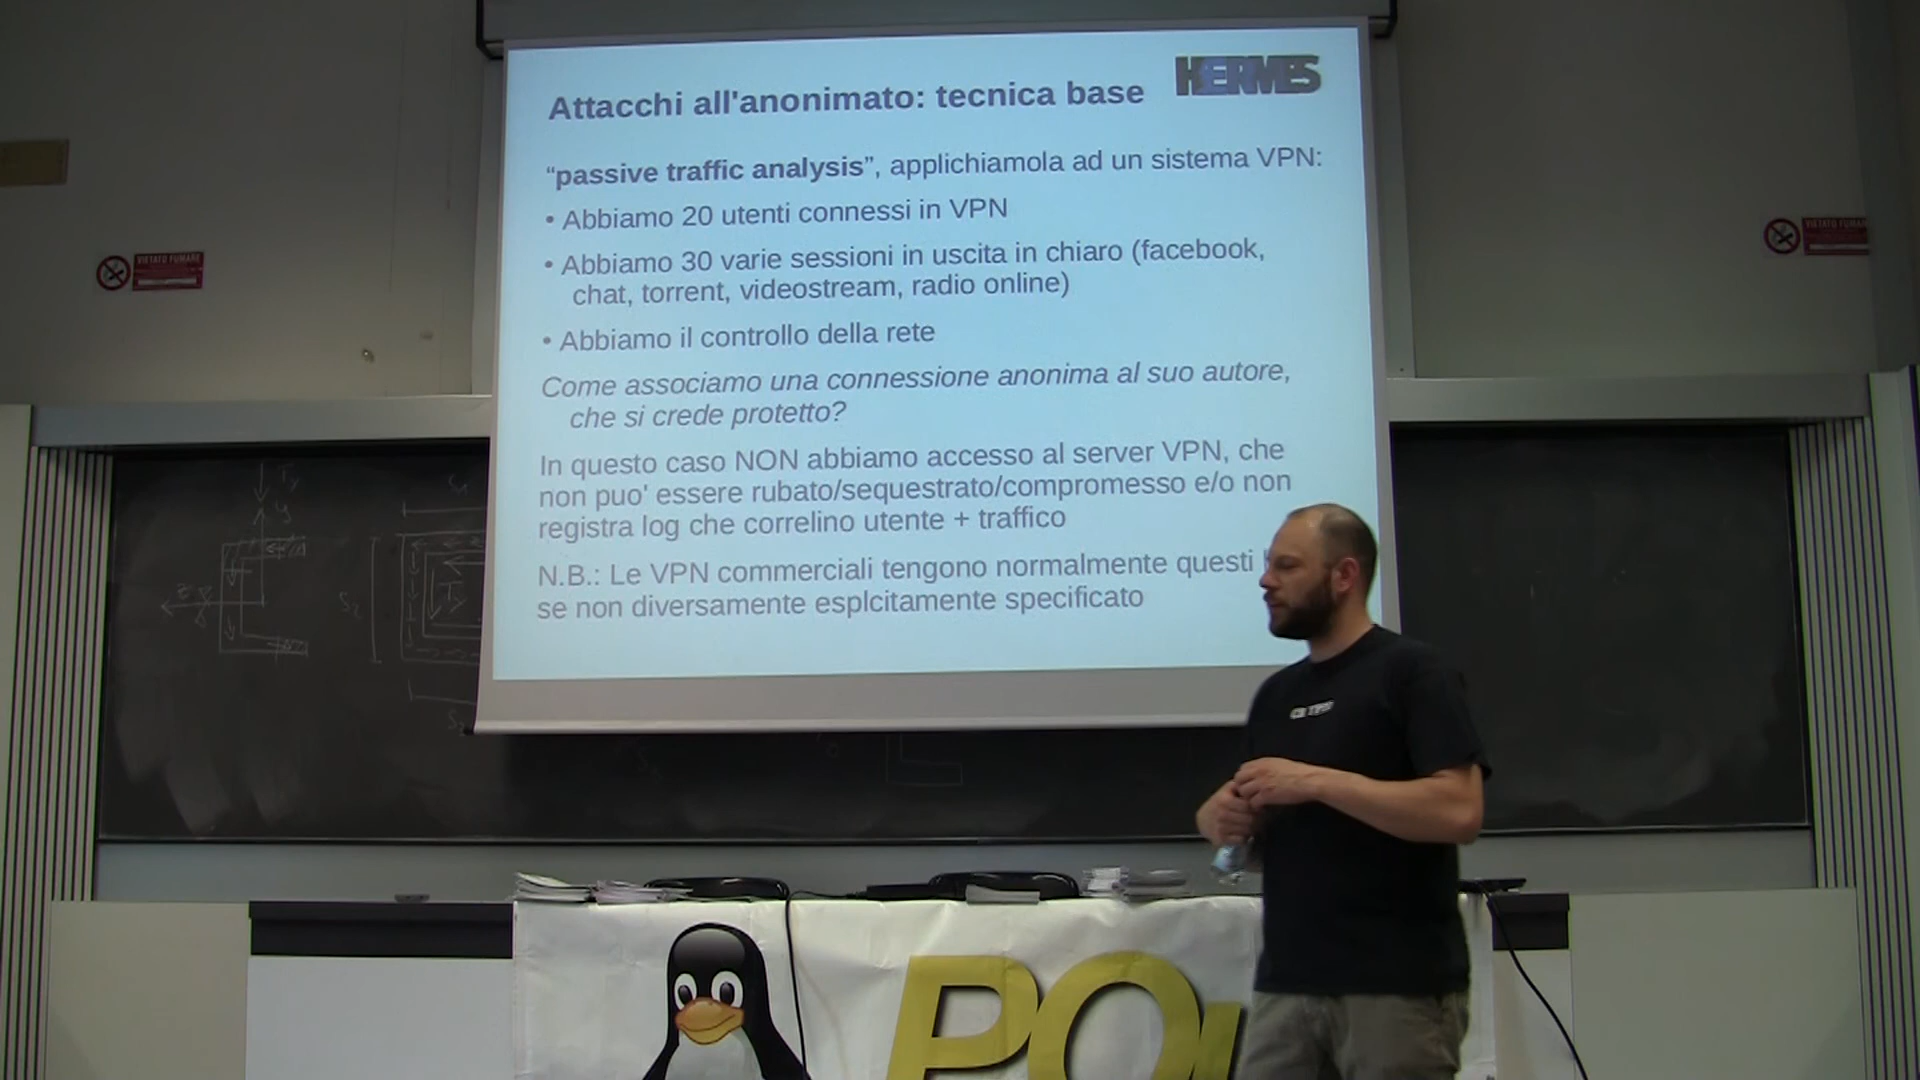 HERMES
Attacchi all'anonimato: tecnica base
“passive traffic analysis”, applichiamola ad un sistema VPN:
• Abbiamo 20 utenti connessi in VPN
• Abbiamo 30 varie sessioni in uscita in chiaro (facebook,
chat, torrent, videostream, radio online)
• Abbiamo il controllo della rete
Come associamo una connessione anonima al suo autore,
che si crede protetto?
In questo caso NON abbiamo accesso al server VPN, che
non puo' essere rubato/sequestrato/compromesso e/o non
registra log che correlino utente + traffico
N.B.: Le VPN commerciali tengono normalmente questi
se non diversamente esplcitamente specificato
VIETATO FUMARE
VIETATO FUMARE